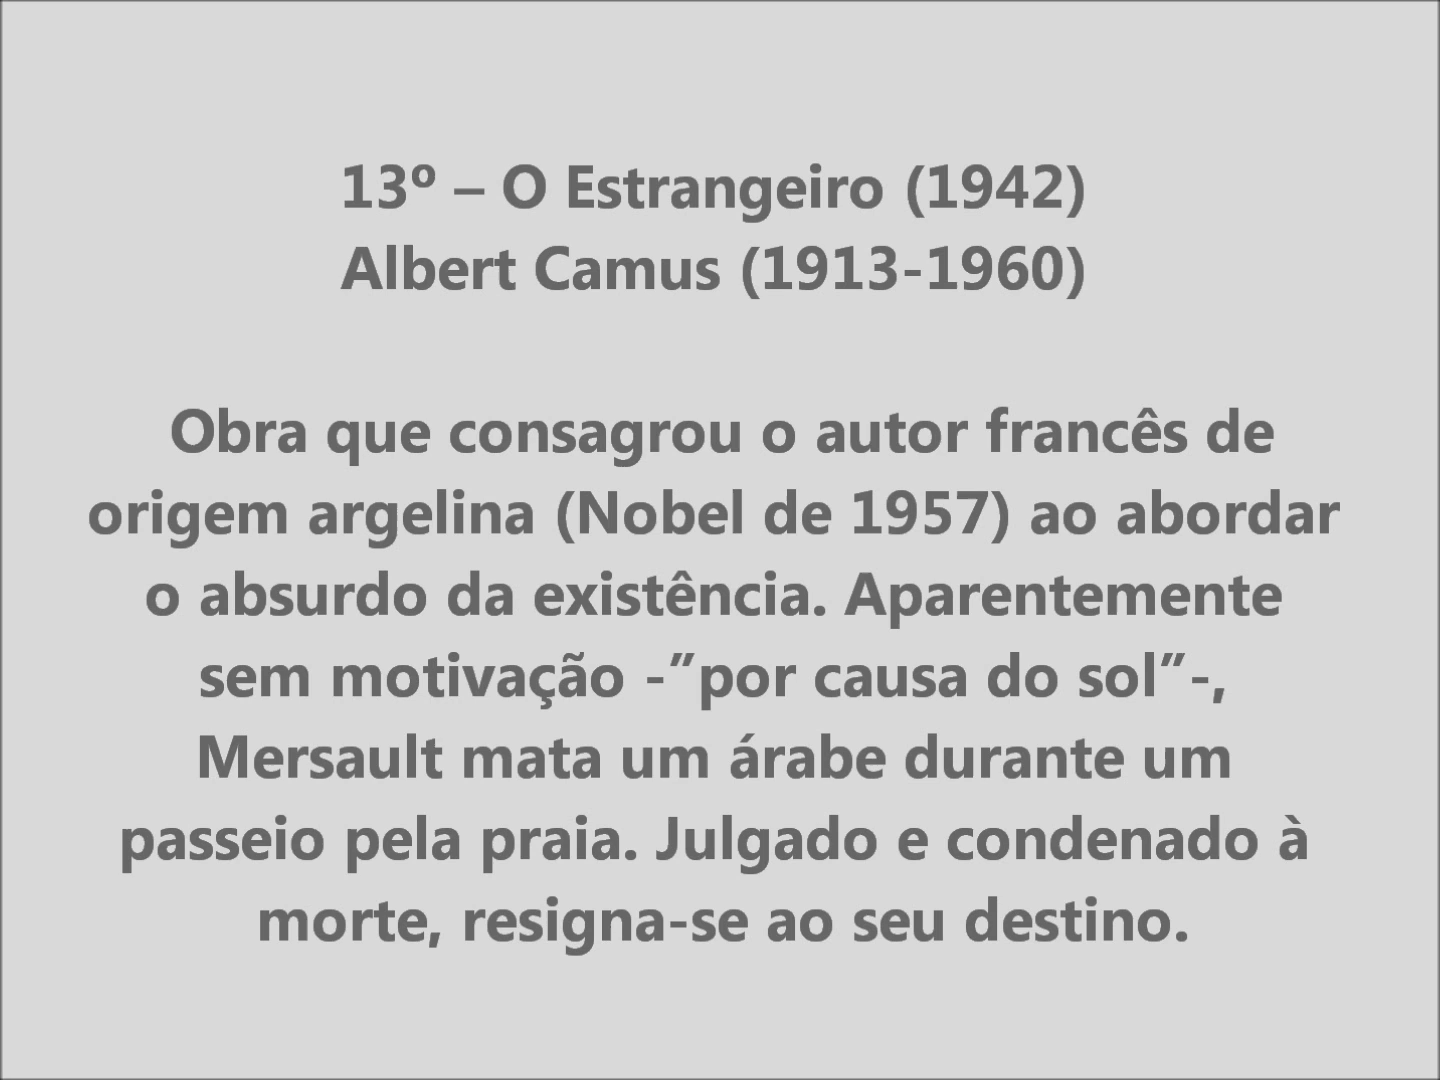 13º – O Estrangeiro (1942)
Albert Camus (1913-1960)
Obra que consagrou o autor francês de
origem argelina (Nobel de 1957) ao abordar
o absurdo da existência. Aparentemente
sem motivação -”por causa do sol”-,
Mersault mata um árabe durante um
passeio pela praia. Julgado e condenado à
morte, resigna-se ao seu destino.